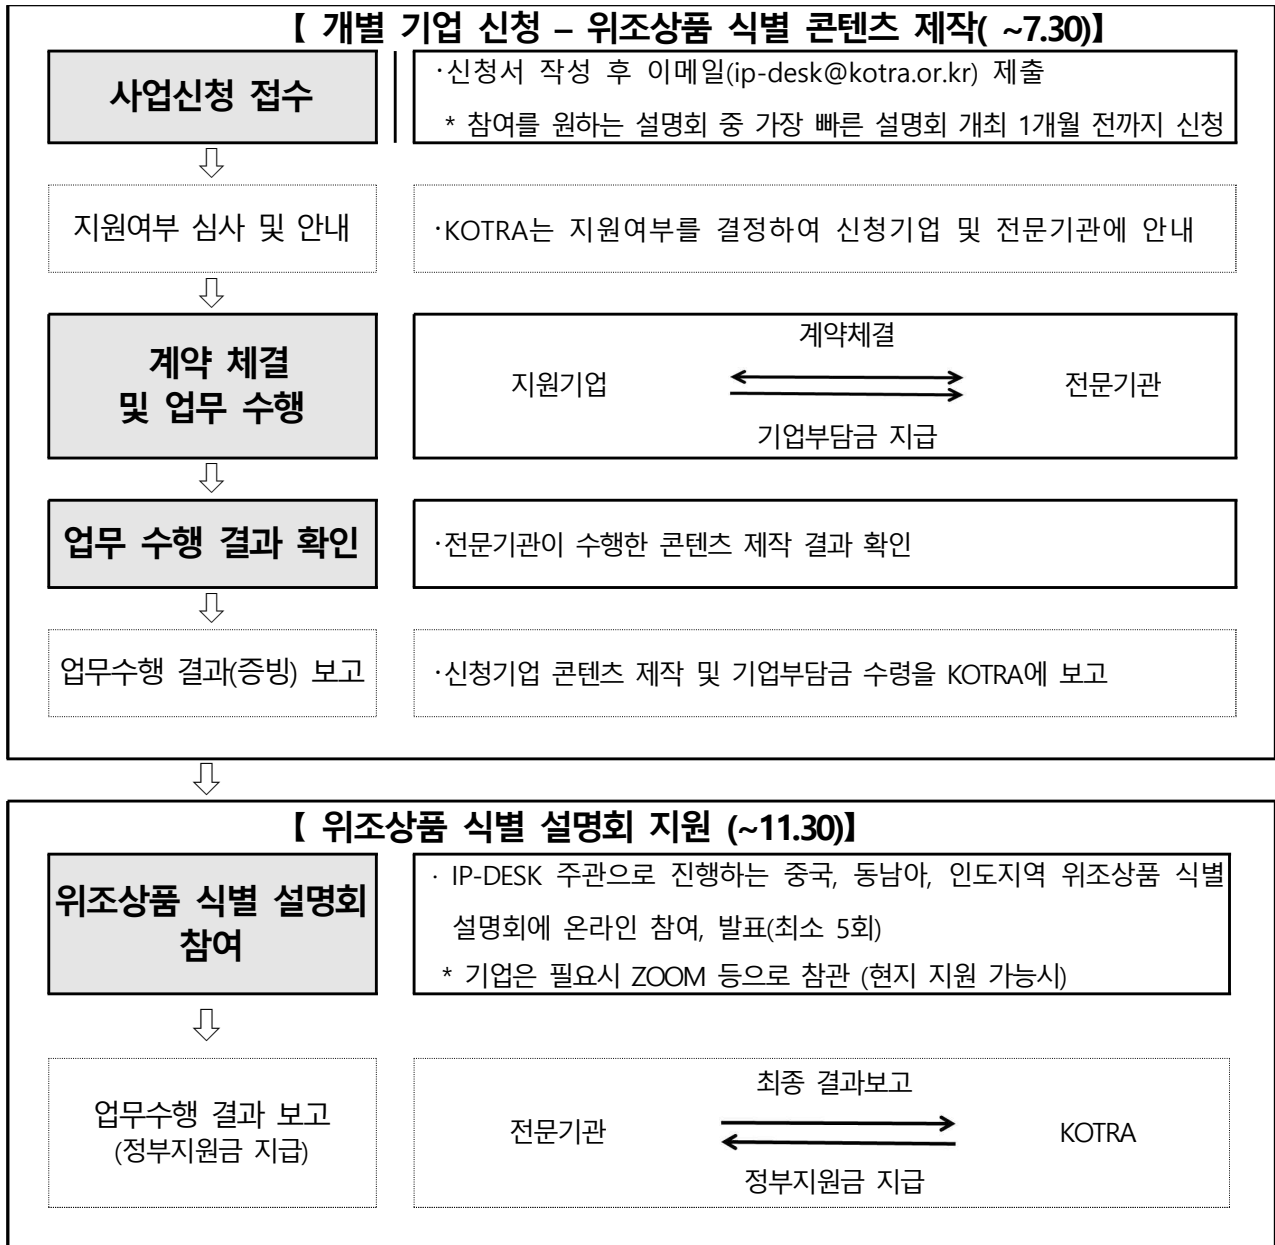 【 개별 기업 신청 – 위조상품 식별 콘텐츠 제작( ~7.30)】
사업신청 접수
·신청서 작성 후 이메일(ip-desk@kotra.or.kr) 제출
* 참여를 원하는 설명회 중 가장 빠른 설명회 개최 1개월 전까지 신청
지원여부 심사 및 안내
·KOTRA는 지원여부를 결정하여 신청기업 및 전문기관에 안내
계약 체결
및 업무 수행
계약체결
지원기업
전문기관
기업부담금 지급
업무 수행 결과 확인
·전문기관이 수행한 콘텐츠 제작 결과 확인
업무수행 결과(증빙) 보고
·신청기업 콘텐츠 제작 및 기업부담금 수령을 KOTRA에 보고
【 위조상품 식별 설명회 지원 (~11.30)】
위조상품 식별 설명회
참여
· IP-DESK 주관으로 진행하는 중국, 동남아, 인도지역 위조상품 식별
설명회에 온라인 참여, 발표(최소 5회)
* 기업은 필요시 ZOOM 등으로 참관 (현지 지원 가능시)
업무수행 결과 보고
(정부지원금 지급)
최종 결과보고
전문기관
KOTRA
정부지원금 지급